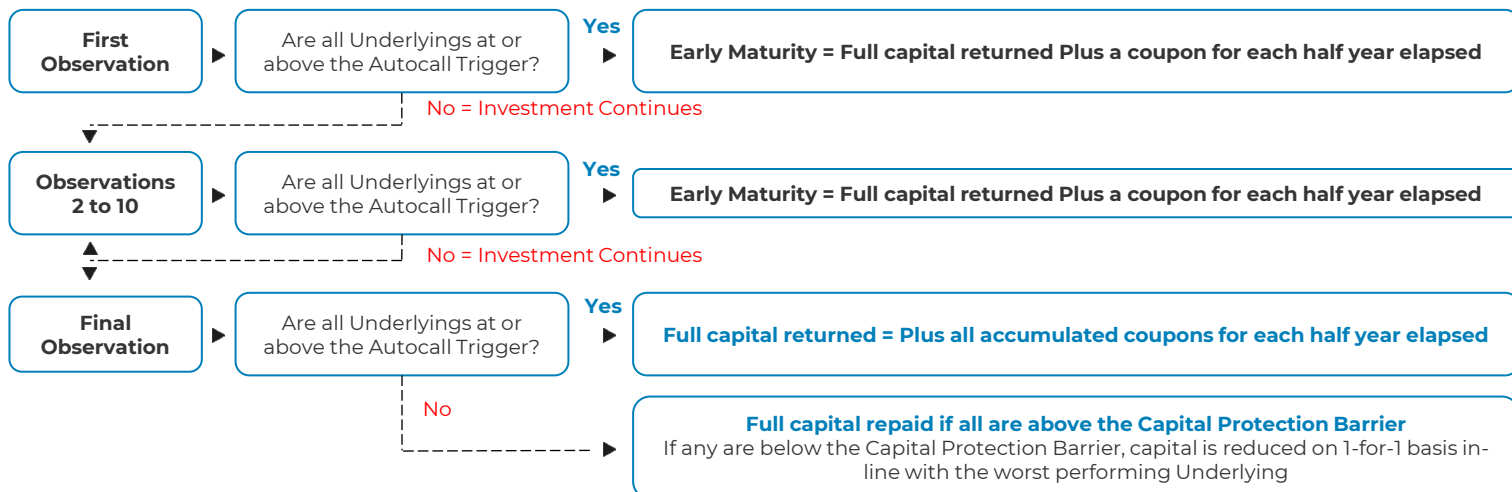 First
Observation
Are all Underlyings at or
above the Autocall Trigger?
Yes
Early Maturity = Full capital returned Plus a coupon for each half year elapsed
No = Investment Continues
Observations
2 to 10
Are all Underlyings at or
above the Autocall Trigger?
Yes
Early Maturity = Full capital returned Plus a coupon for each half year elapsed
No = Investment Continues
Final
Observation
Are all Underlyings at or
above the Autocall Trigger?
Yes
Full capital returned = Plus all accumulated coupons for each half year elapsed
No
Full capital repaid if all are above the Capital Protection Barrier
If any are below the Capital Protection Barrier, capital is reduced on 1-for-1 basis in-
line with the worst performing Underlying